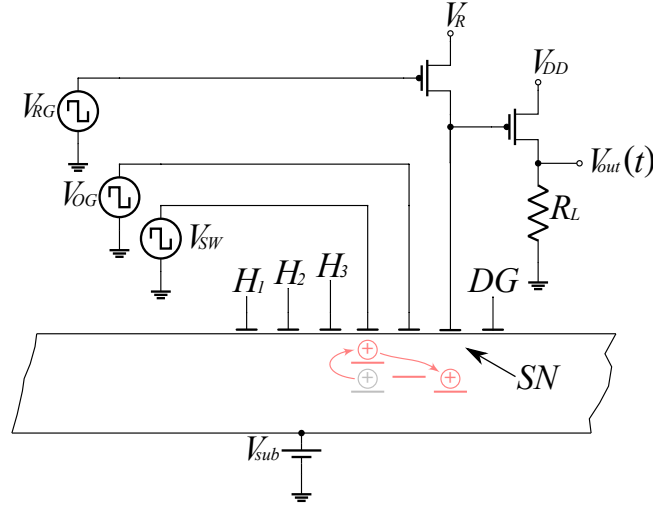 V_R
V_DD
V_RG
V_OG
V_out(t)
V_SW
R_L
H_1
H_2
H_3
DG
SN
V_sub